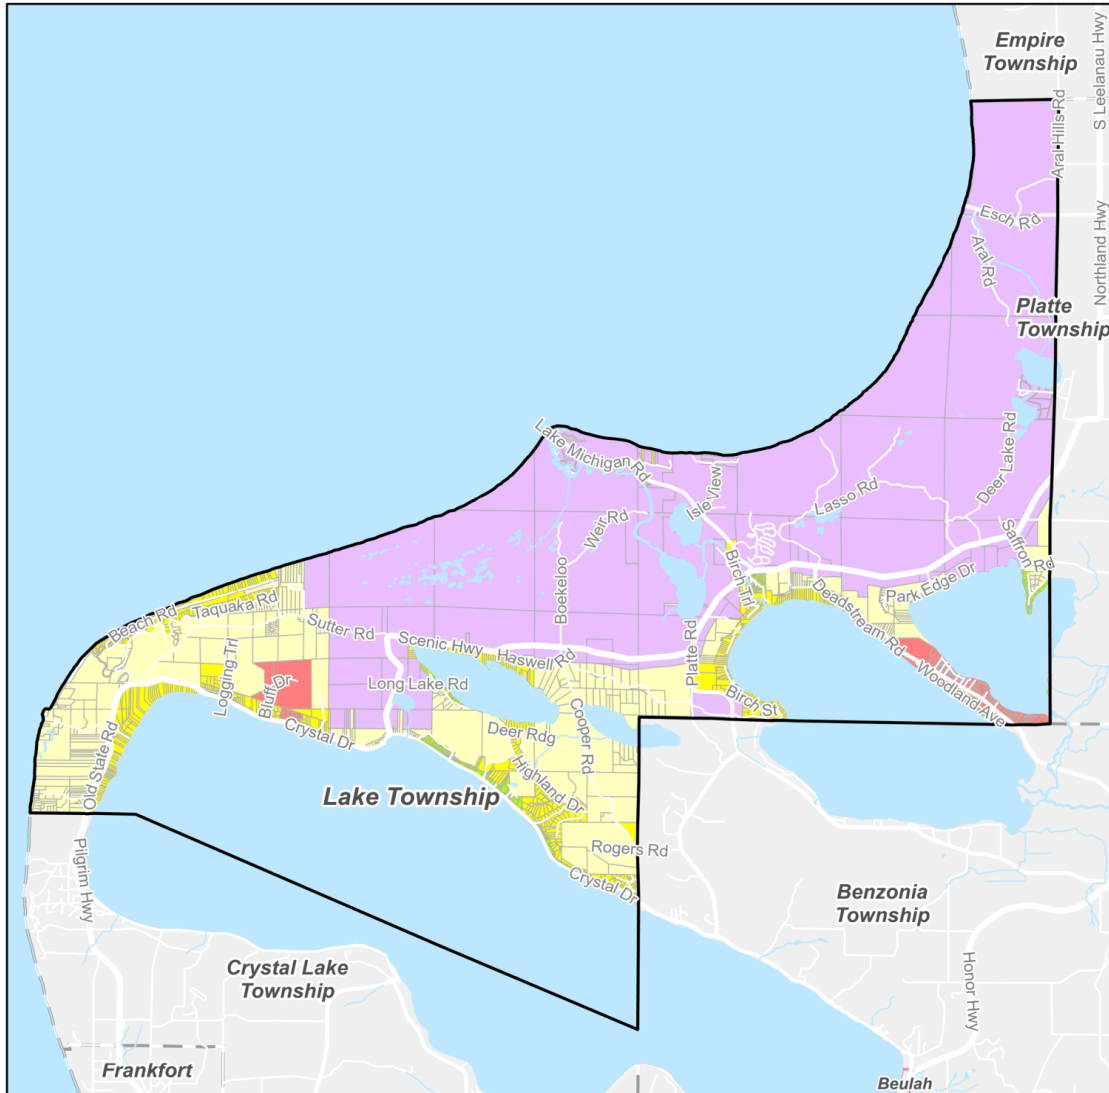 Empire
Township
S Leelanau Hwy
Aral Hills Rd
Northland Hwy
Esch Rd
Aral Rd
Platte
Township
Lake Michigan Rd
Isle View
Lasso Rd
Deer Lake Rd
Weir Rd
Boekeloo
Birch Trl
Saffron Rd
Park Edge Dr
Deadstream Rd
Beach Rd
Taquaka Rd
Sutter Rd
Scenic Hwy
Haswell Rd
Platte Rd
Woodland Ave
Logging Trl
Bluff Dr
Long Lake Rd
Birch St
Old State Rd
Crystal Dr
Deer Rdg
Cooper Rd
Highland Dr
Lake Township
Rogers Rd
Pilgrim Hwy
Crystal Dr
Benzonia
Township
Crystal Lake
Township
Honor Hwy
Frankfort
Beulah